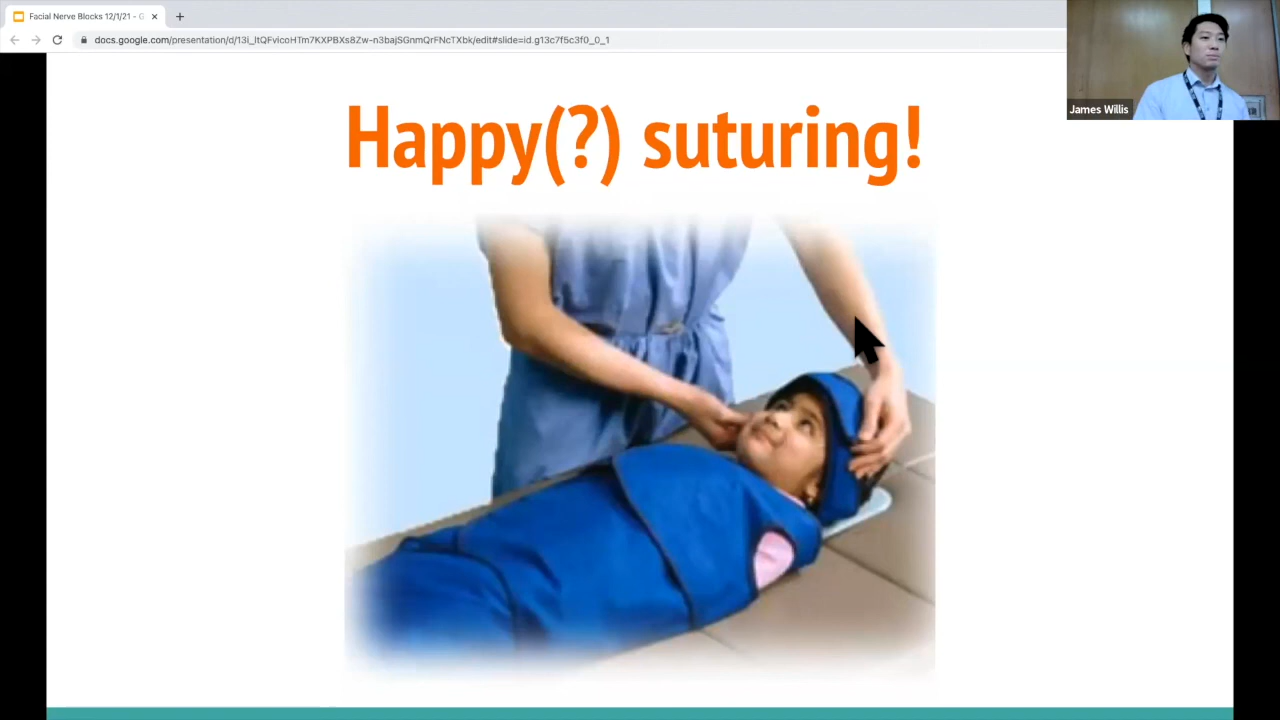 Facial Nerve Blocks 12/1/21 - G
docs.google.com/presentation/d/13i_ltQFvicoHTm7KXPBXs8Zw-n3bajSGnmQrFNcTXbk/edit#slide=id.g13c7f5c3f0_0_1
James Willis
Happy(?) suturing!